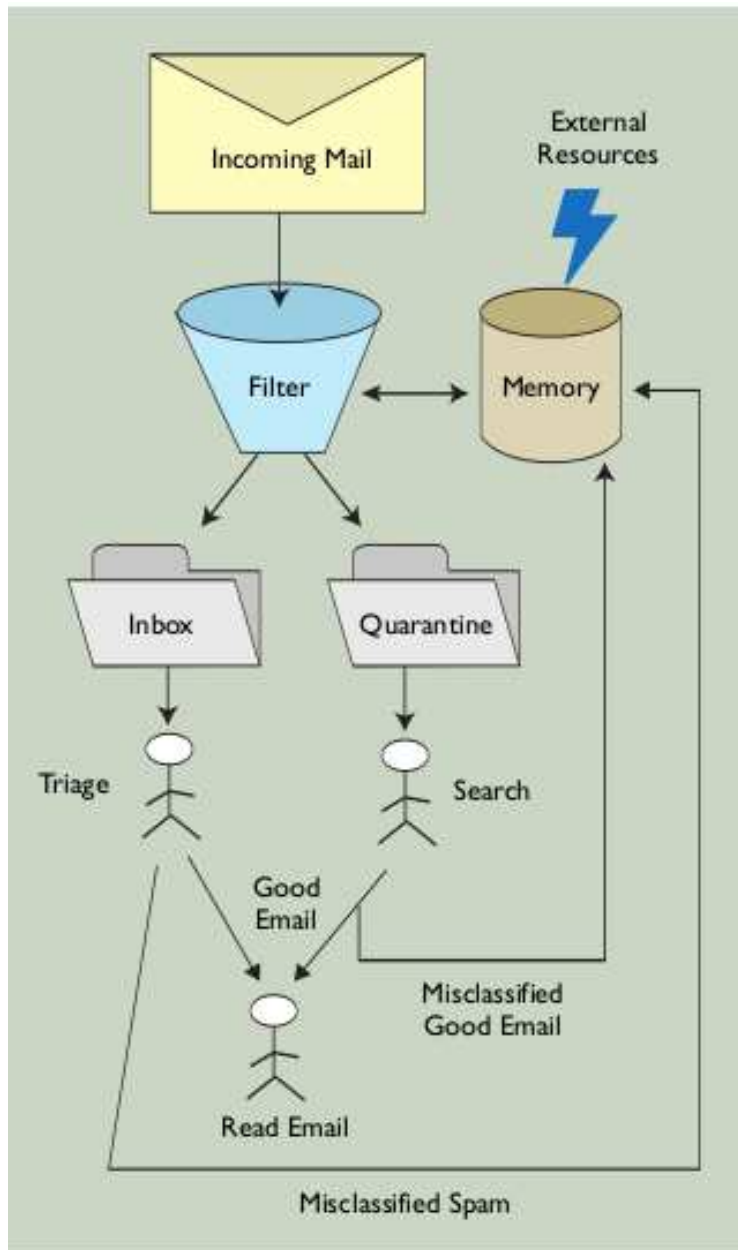 Incoming Mail
External
Resources
Filter
Memory
Inbox
Quarantine
Triage
Search
Good
Email
Misclassified
Good Email
Read Email
Misclassified Spam